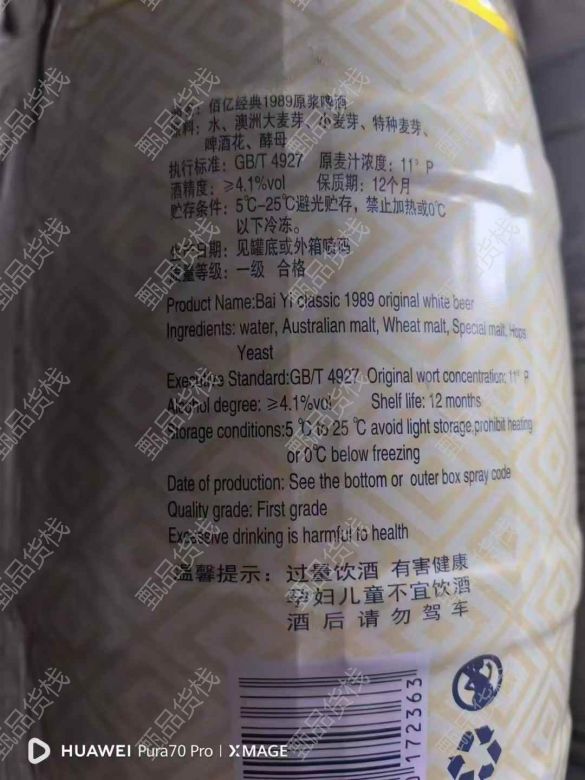 佰亿经典1989原浆啤酒
水、澳洲大麦芽、小麦芽、特种麦芽、
啤酒花、酵母
执行标准: GB/T 4927 原麦汁浓度: 11° P
酒精度: ≥4.1%vol 保质期: 12个月
贮存条件: 5℃-25℃避光贮存, 禁止加热或0℃
以下冷冻。
生产日期: 见罐底或外箱喷码
质量等级: 一级 合格
Product Name:Bai Yi classic 1989 original white beer
Ingredients: water, Australian malt, Wheat malt, Special malt, Hops
Yeast
Executive Standard:GB/T 4927 Original wort concentration: 11° P
Alcohol degree: ≥4.1%vol Shelf life: 12 months
Storage conditions:5 ℃ to 25 ℃ avoid light storage,prohibit heating
or 0℃ below freezing
Date of production: See the bottom or outer box spray code
Quality grade: First grade
Excessive drinking is harmful to health
温馨提示: 过量饮酒 有害健康
孕妇儿童不宜饮酒
酒后请勿驾车
172363
HUAWEI Pura70 Pro | XMAGE
甄品货栈